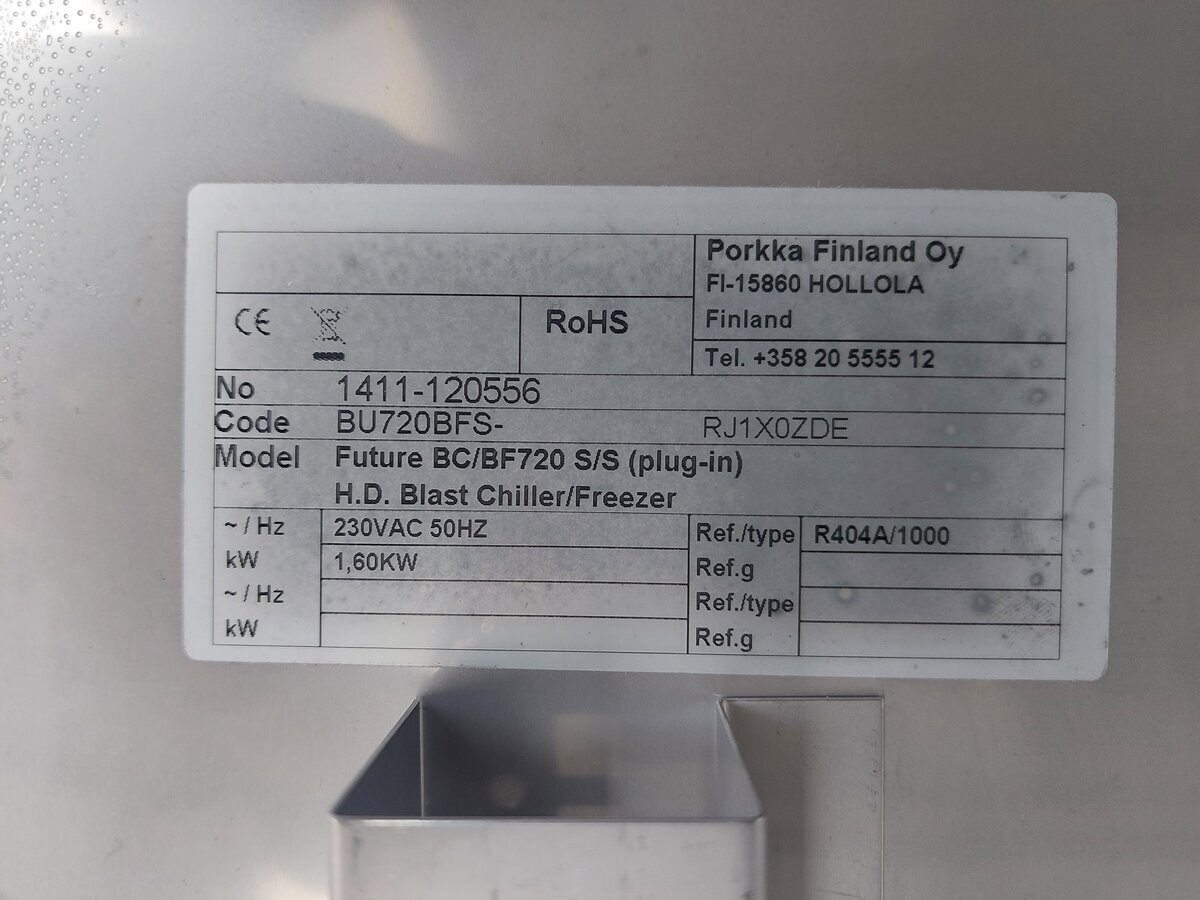 Porkka Finland Oy
FI-15860 HOLLOLA
Finland
Tel. +358 20 5555 12
CE
RoHS
No 1411-120556
Code BU720BFS- RJ1X0ZDE
Model Future BC/BF720 S/S (plug-in)
H.D. Blast Chiller/Freezer
~ / Hz 230VAC 50HZ Ref./type R404A/1000
kW 1,60KW Ref.g
~ / Hz Ref./type
kW Ref.g